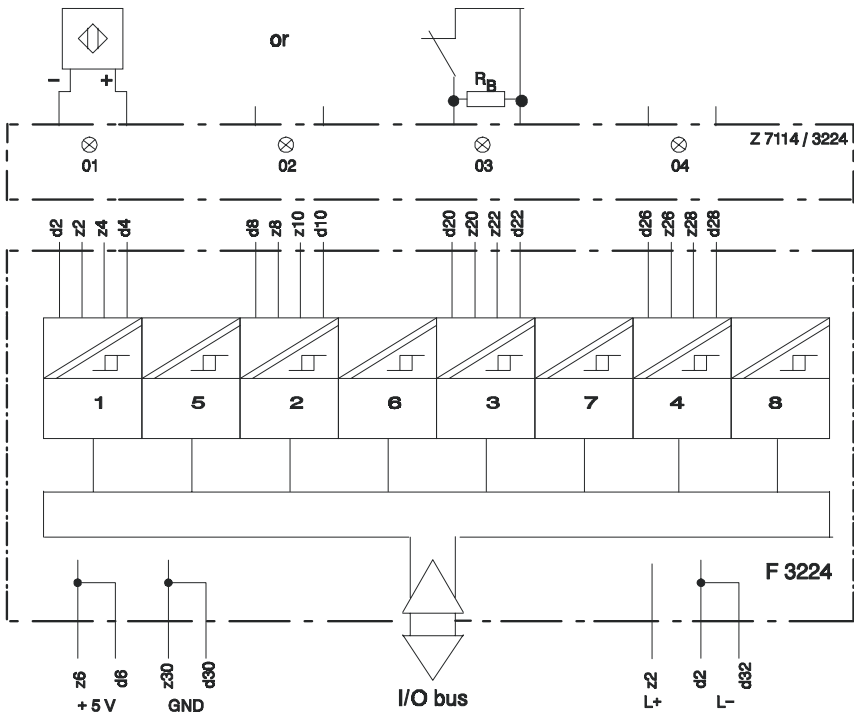 or
− +
R_B
Z 7114 / 3224
01 02 03 04
d2 z2 z4 d4 d8 z8 z10 d10 d20 z20 z22 d22 d26 z26 z28 d28
1 5 2 6 3 7 4 8
F 3224
z6 d6 z30 d30 z2 d2 d32
+ 5 V GND I/O bus L+ L−